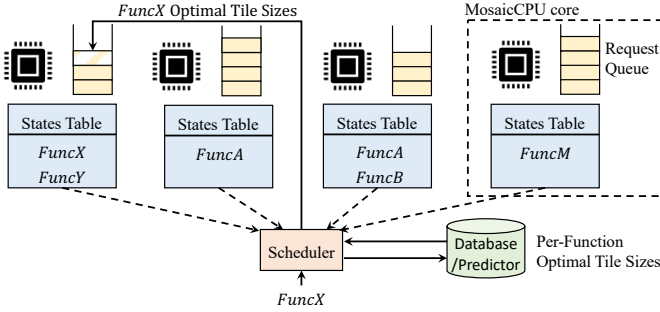 FuncX Optimal Tile Sizes
MosaicCPU core
Request
Queue
States Table
FuncX
FuncY
States Table
FuncA
States Table
FuncA
FuncB
States Table
FuncM
Scheduler
Database
/Predictor
Per-Function
Optimal Tile Sizes
FuncX